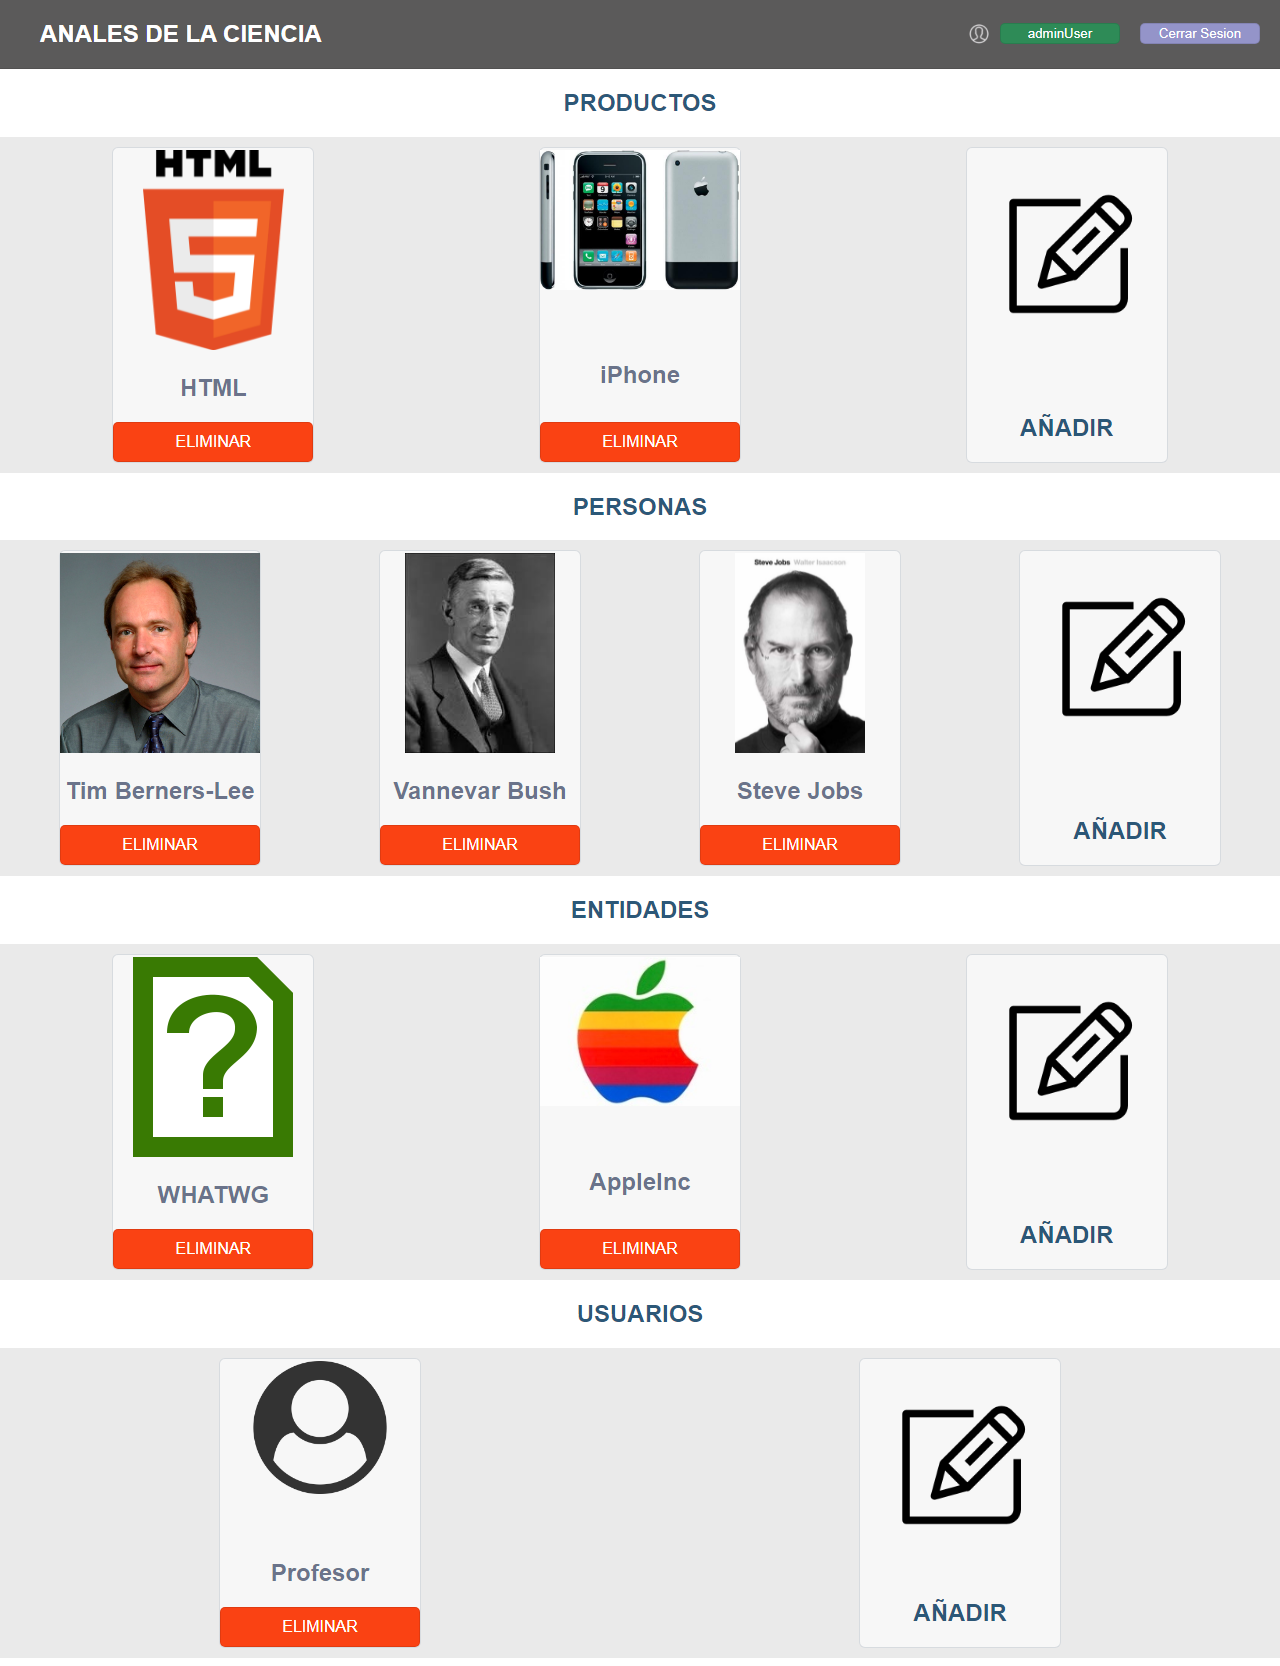 ANALES DE LA CIENCIA
adminUser
Cerrar Sesion
PRODUCTOS
HTML
HTML
iPhone
ELIMINAR
ELIMINAR
AÑADIR
PERSONAS
Steve Jobs Walter Isaacson
Tim Berners-Lee
Vannevar Bush
Steve Jobs
ELIMINAR
ELIMINAR
ELIMINAR
AÑADIR
ENTIDADES
?
WHATWG
AppleInc
ELIMINAR
ELIMINAR
AÑADIR
USUARIOS
Profesor
ELIMINAR
AÑADIR